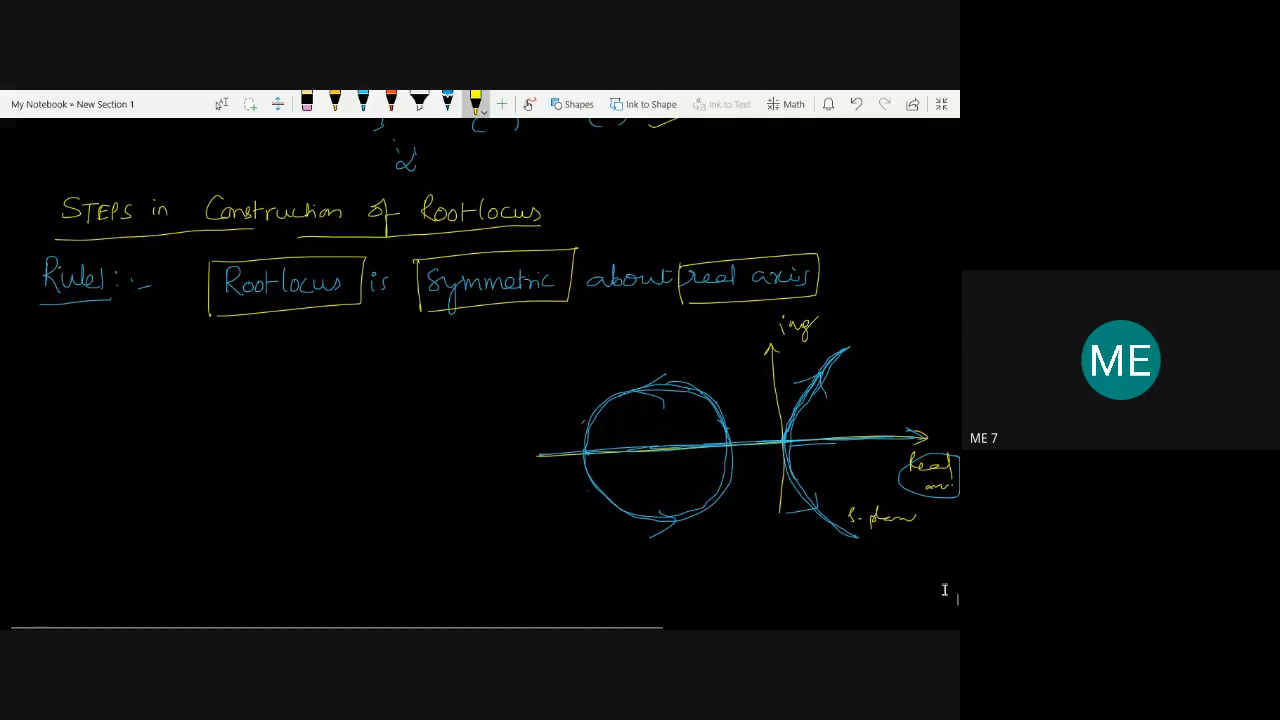 My Notebook » New Section 1
Shapes
Ink to Shape
Ink to Text
Math
α
STEPS in Construction of Rootlocus
Rule1:- Rootlocus is Symmetric about real axis
img
Real
s-plane
ME
ME 7